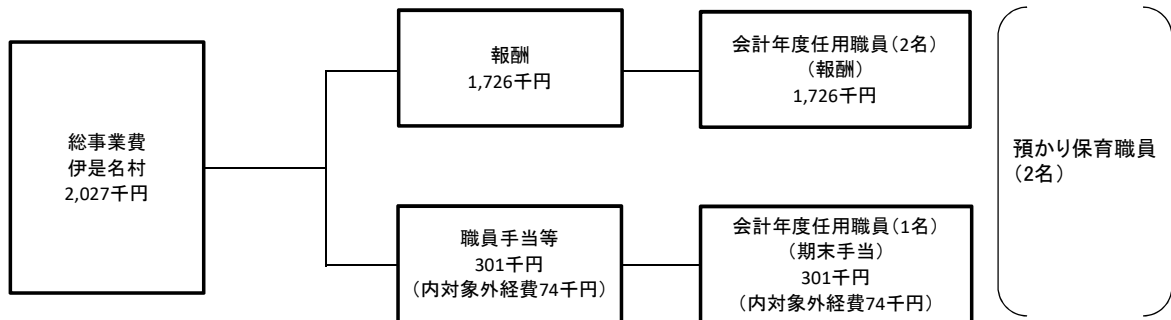 総事業費
伊是名村
2,027千円
報酬
1,726千円
会計年度任用職員(2名)
(報酬)
1,726千円
職員手当等
301千円
(内対象外経費74千円)
会計年度任用職員(1名)
(期末手当)
301千円
(内対象外経費74千円)
預かり保育職員
(2名)